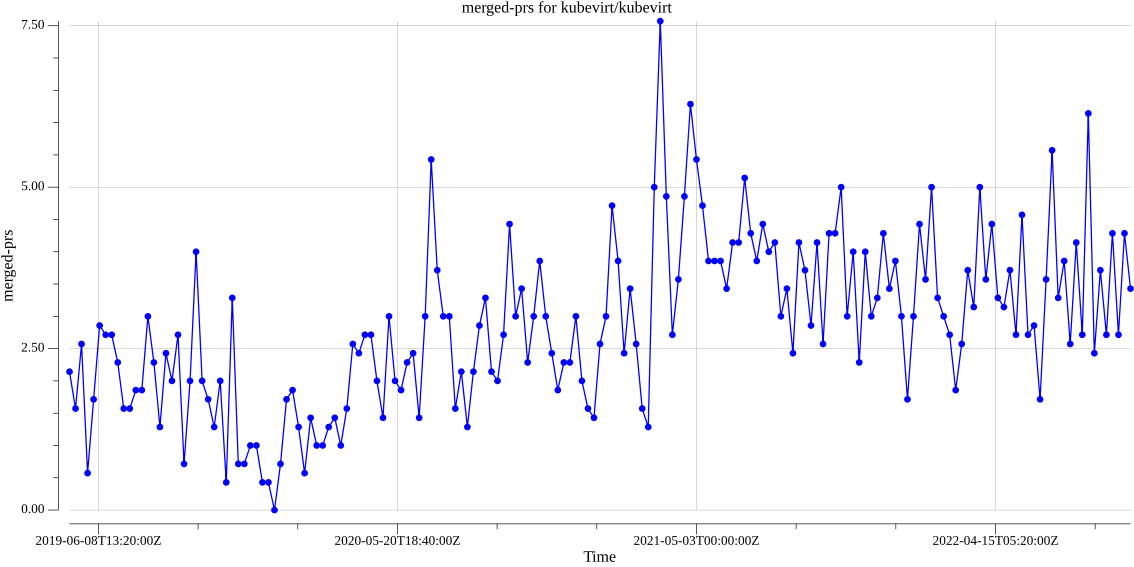 merged-prs for kubevirt/kubevirt
7.50
5.00
2.50
0.00
merged-prs
2019-06-08T13:20:00Z
2020-05-20T18:40:00Z
2021-05-03T00:00:00Z
2022-04-15T05:20:00Z
Time